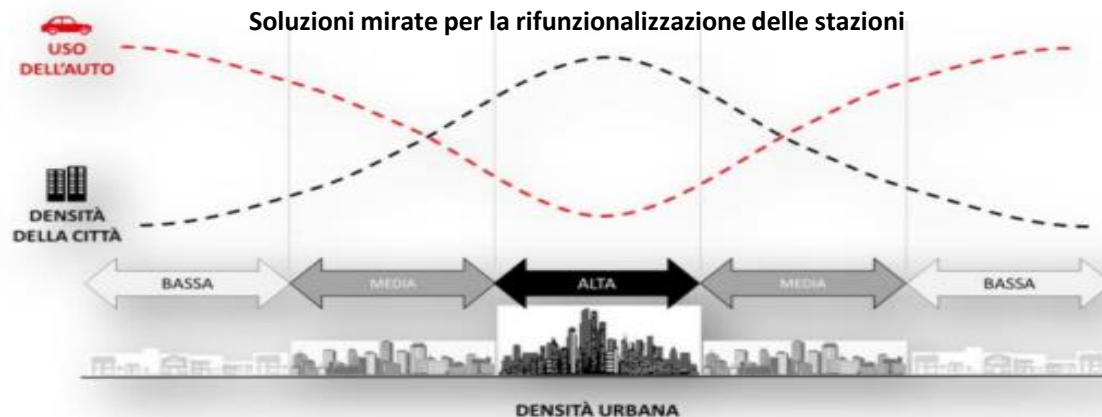 Soluzioni mirate per la rifunzionalizzazione delle stazioni
USO
DELL'AUTO
DENSITÀ
DELLA CITTÀ
BASSA
MEDIA
ALTA
MEDIA
BASSA
DENSITÀ URBANA